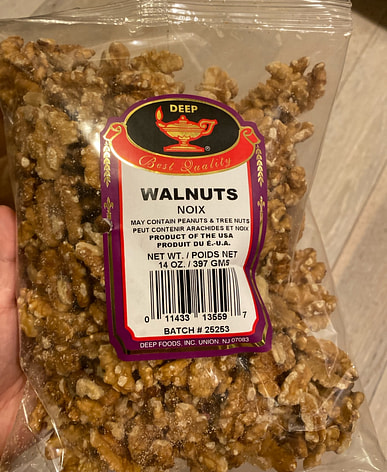 DEEP
®
Best Quality
WALNUTS
NOIX
MAY CONTAIN PEANUTS & TREE NUTS
PEUT CONTENIR ARACHIDES ET NOIX
PRODUCT OF THE USA
PRODUIT DU É.-U.A.
NET WT. / POIDS NET
14 OZ. / 397 GMS
0 11433 13559 7
BATCH # 25253
DEEP FOODS, INC. UNION, NJ 07083